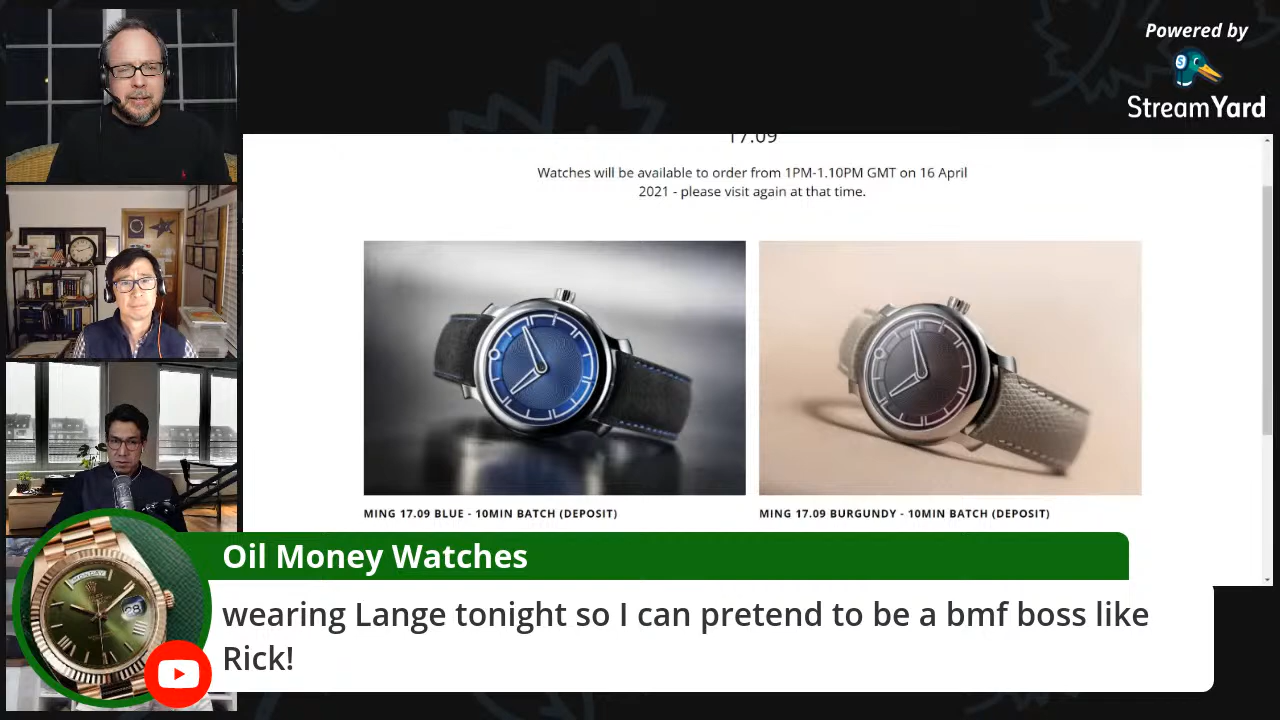 Powered by
StreamYard
17.09
Watches will be available to order from 1PM-1.10PM GMT on 16 April
2021 - please visit again at that time.
MING 17.09 BLUE - 10MIN BATCH (DEPOSIT)
MING 17.09 BURGUNDY - 10MIN BATCH (DEPOSIT)
MONDAY
28
Oil Money Watches
wearing Lange tonight so I can pretend to be a bmf boss like
Rick!